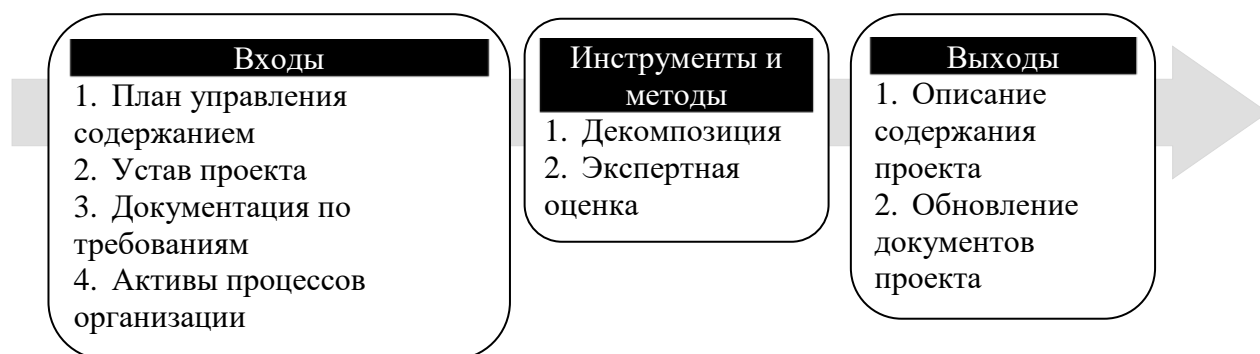 Входы
1. План управления
содержанием
2. Устав проекта
3. Документация по
требованиям
4. Активы процессов
организации
Инструменты и
методы
1. Декомпозиция
2. Экспертная
оценка
Выходы
1. Описание
содержания
проекта
2. Обновление
документов
проекта